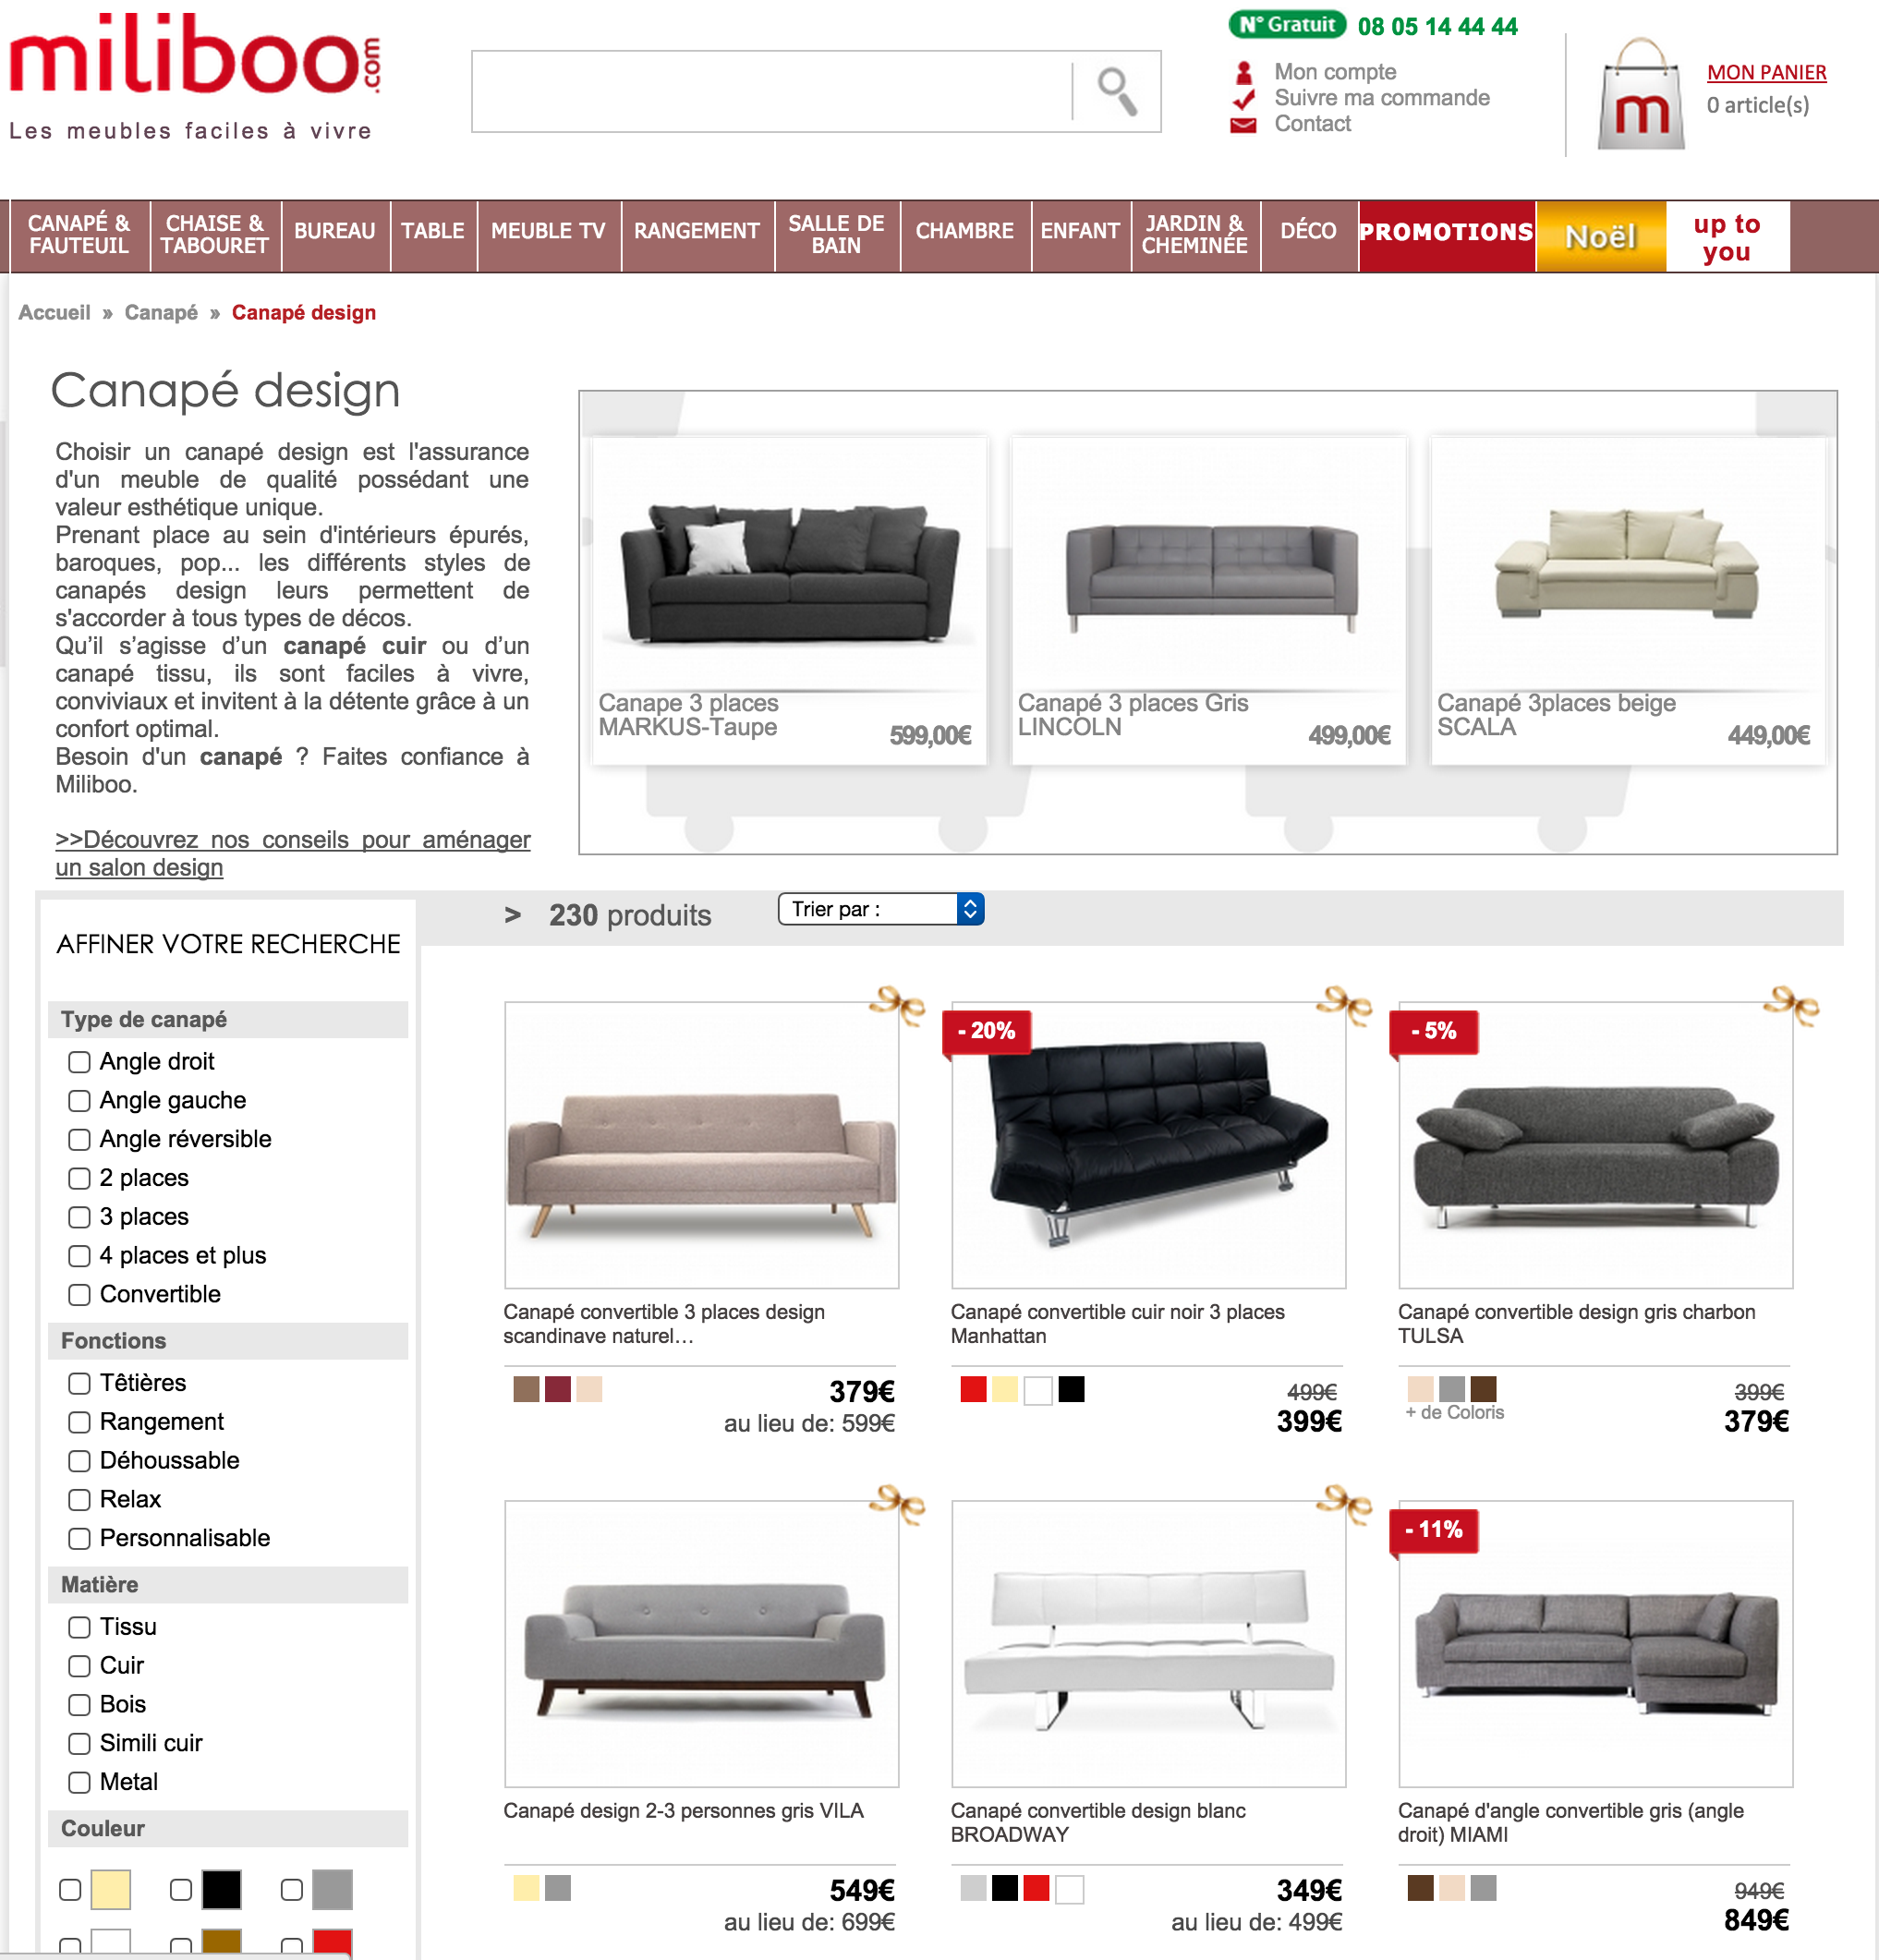 miliboo.com
Les meubles faciles à vivre
N° Gratuit 08 05 14 44 44
Mon compte
Suivre ma commande
Contact
m
MON PANIER
0 article(s)
CANAPÉ &
FAUTEUIL
CHAISE &
TABOURET
BUREAU
TABLE
MEUBLE TV
RANGEMENT
SALLE DE
BAIN
CHAMBRE
ENFANT
JARDIN &
CHEMINÉE
DÉCO
PROMOTIONS
Noël
up to
you
Accueil » Canapé » Canapé design
Canapé design
Choisir un canapé design est l'assurance
d'un meuble de qualité possédant une
valeur esthétique unique.
Prenant place au sein d'intérieurs épurés,
baroques, pop... les différents styles de
canapés design leurs permettent de
s'accorder à tous types de décos.
Qu’il s’agisse d’un canapé cuir ou d’un
canapé tissu, ils sont faciles à vivre,
conviviaux et invitent à la détente grâce à un
confort optimal.
Besoin d'un canapé ? Faites confiance à
Miliboo.
>>Découvrez nos conseils pour aménager
un salon design
Canape 3 places
MARKUS-Taupe
599,00€
Canapé 3 places Gris
LINCOLN
499,00€
Canapé 3places beige
SCALA
449,00€
> 230 produits
Trier par :
AFFINER VOTRE RECHERCHE
Type de canapé
Angle droit
Angle gauche
Angle réversible
2 places
3 places
4 places et plus
Convertible
Fonctions
Têtières
Rangement
Déhoussable
Relax
Personnalisable
Matière
Tissu
Cuir
Bois
Simili cuir
Metal
Couleur
Canapé convertible 3 places design
scandinave naturel…
379€
au lieu de: 599€
- 20%
Canapé convertible cuir noir 3 places
Manhattan
499€
399€
- 5%
Canapé convertible design gris charbon
TULSA
+ de Coloris
399€
379€
Canapé design 2-3 personnes gris VILA
549€
au lieu de: 699€
Canapé convertible design blanc
BROADWAY
349€
au lieu de: 499€
- 11%
Canapé d'angle convertible gris (angle
droit) MIAMI
949€
849€